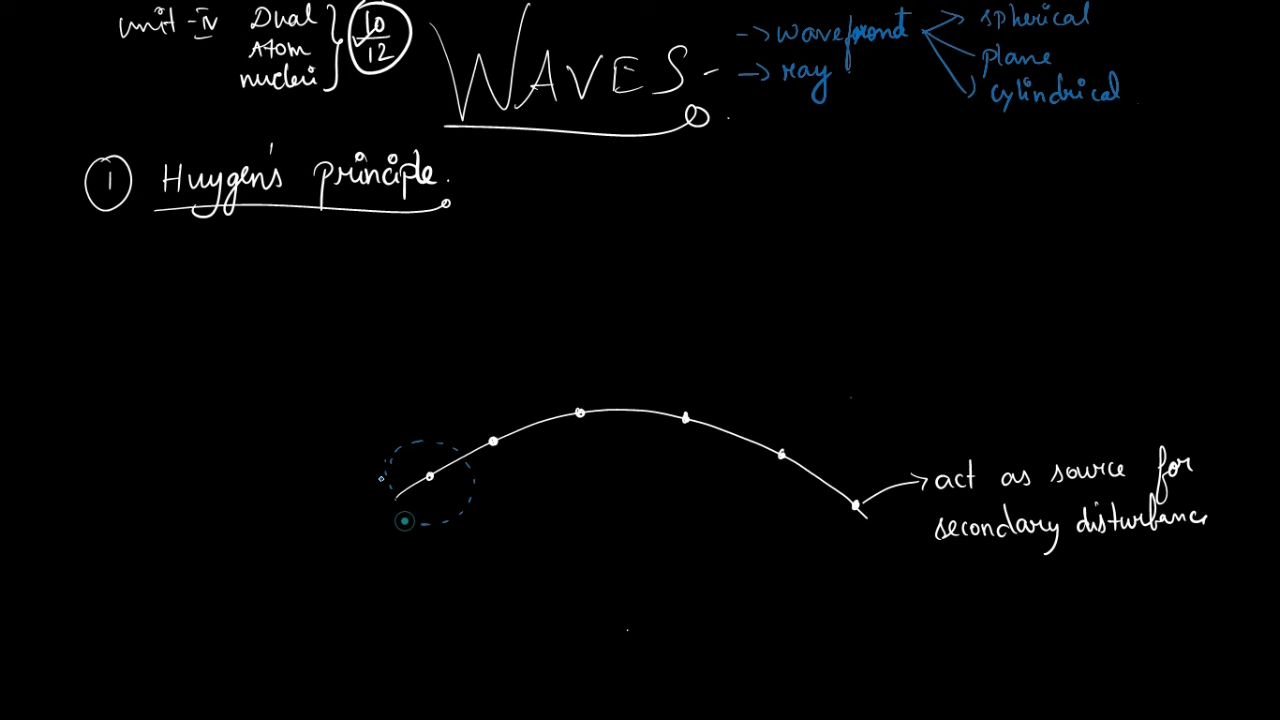 unit - IV Dual
Atom
nuclei
10
12
WAVES -
-> wavefront
-> ray
spherical
plane
cylindrical
1 Huygen's principle.
act as source for
secondary disturbance